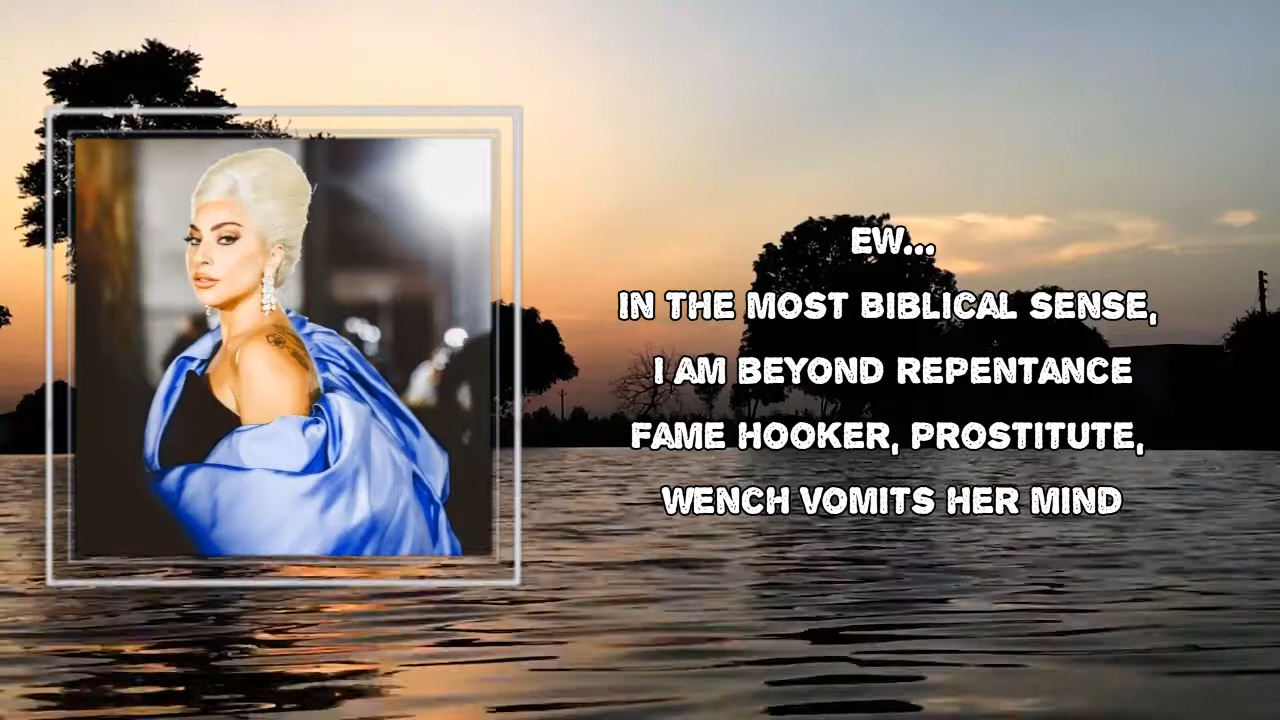 EW...
IN THE MOST BIBLICAL SENSE,
I AM BEYOND REPENTANCE
FAME HOOKER, PROSTITUTE,
WENCH VOMITS HER MIND